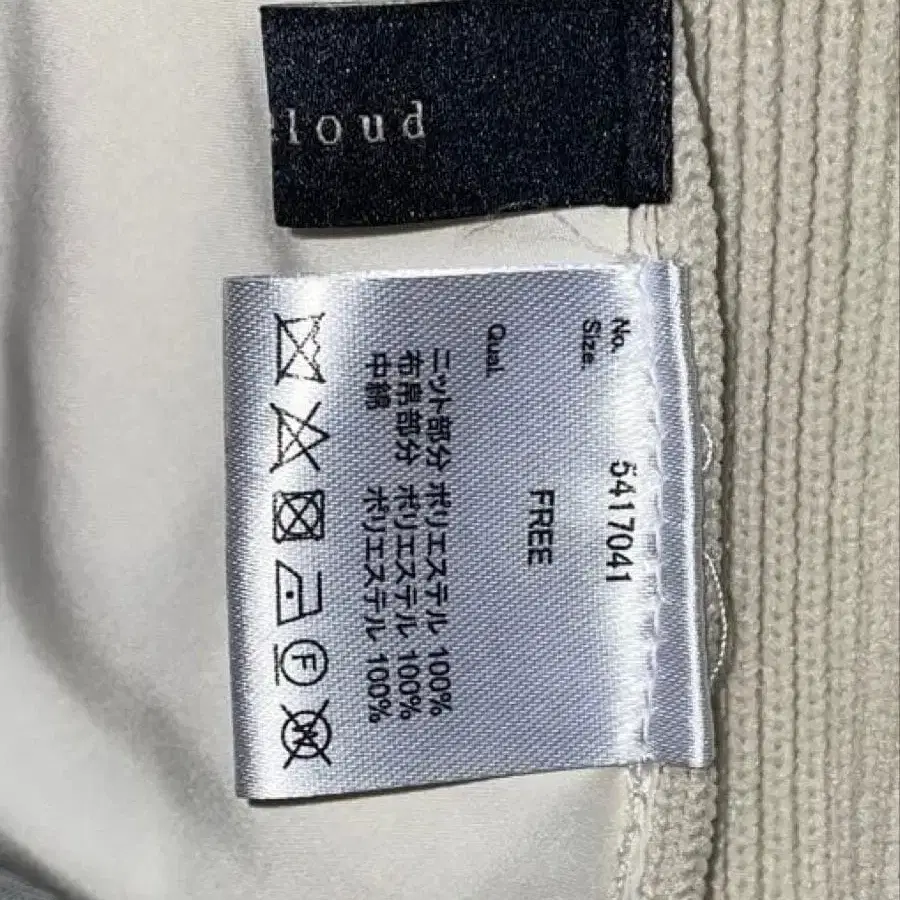 loud
No. 5417041
Size. FREE
Qual.
ニット部分 ポリエステル 100%
布帛部分 ポリエステル 100%
中綿 ポリエステル 100%
F
W